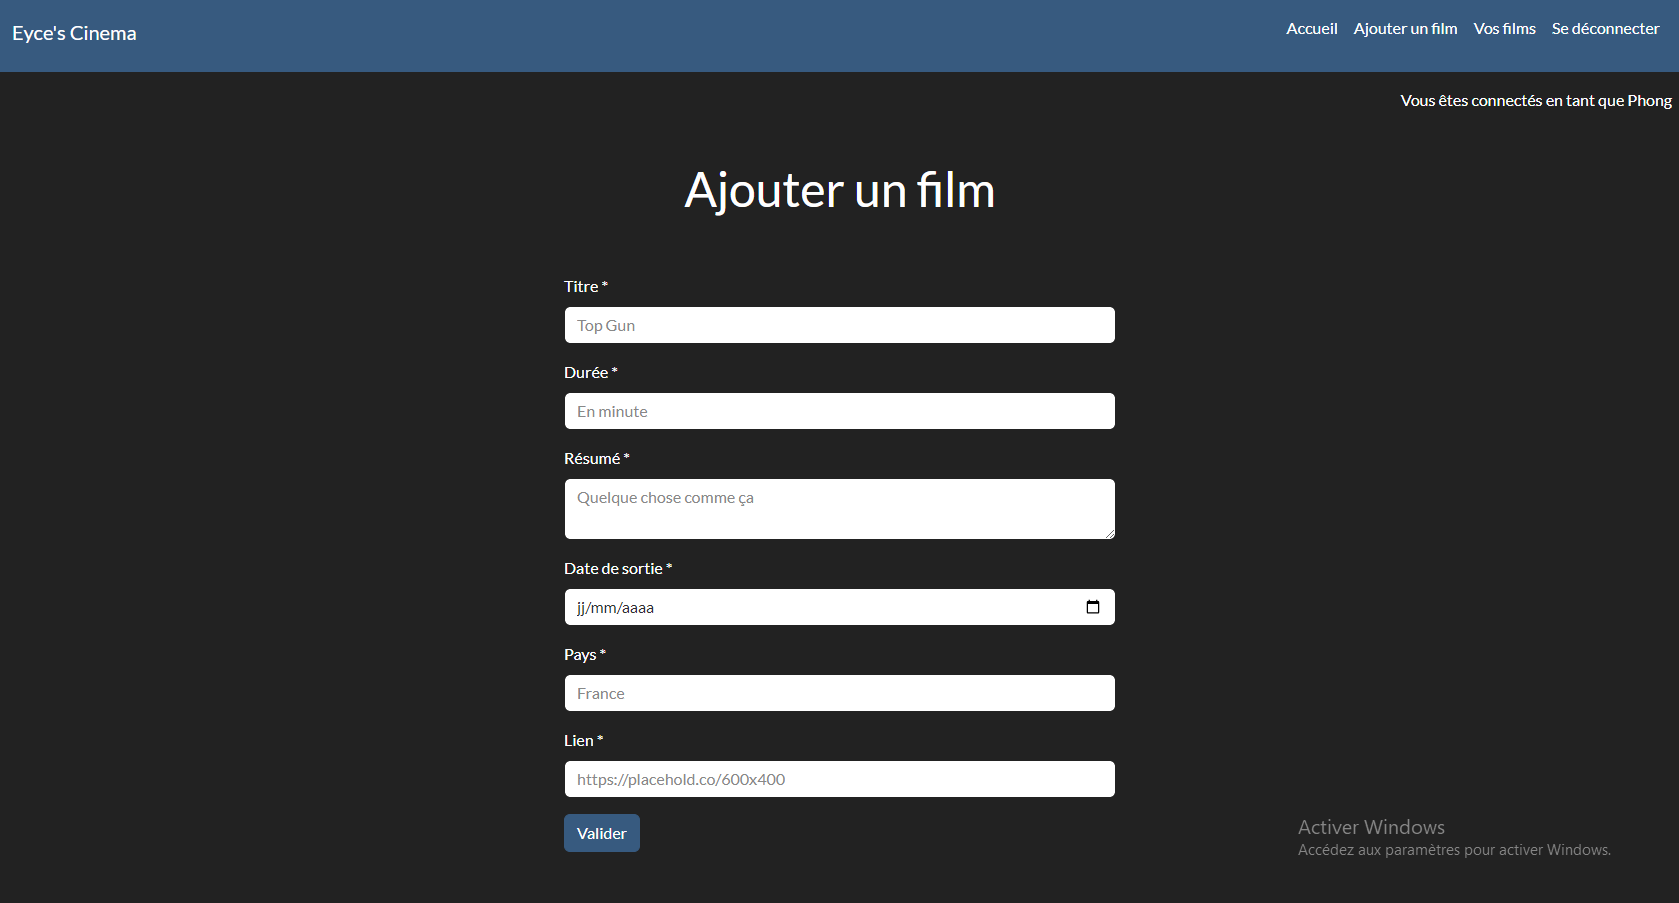 Eyce's Cinema
Accueil Ajouter un film Vos films Se déconnecter
Vous êtes connectés en tant que Phong
Ajouter un film
Titre *
Top Gun
Durée *
En minute
Résumé *
Quelque chose comme ça
Date de sortie *
jj/mm/aaaa
Pays *
France
Lien *
https://placehold.co/600x400
Valider
Activer Windows
Accédez aux paramètres pour activer Windows.